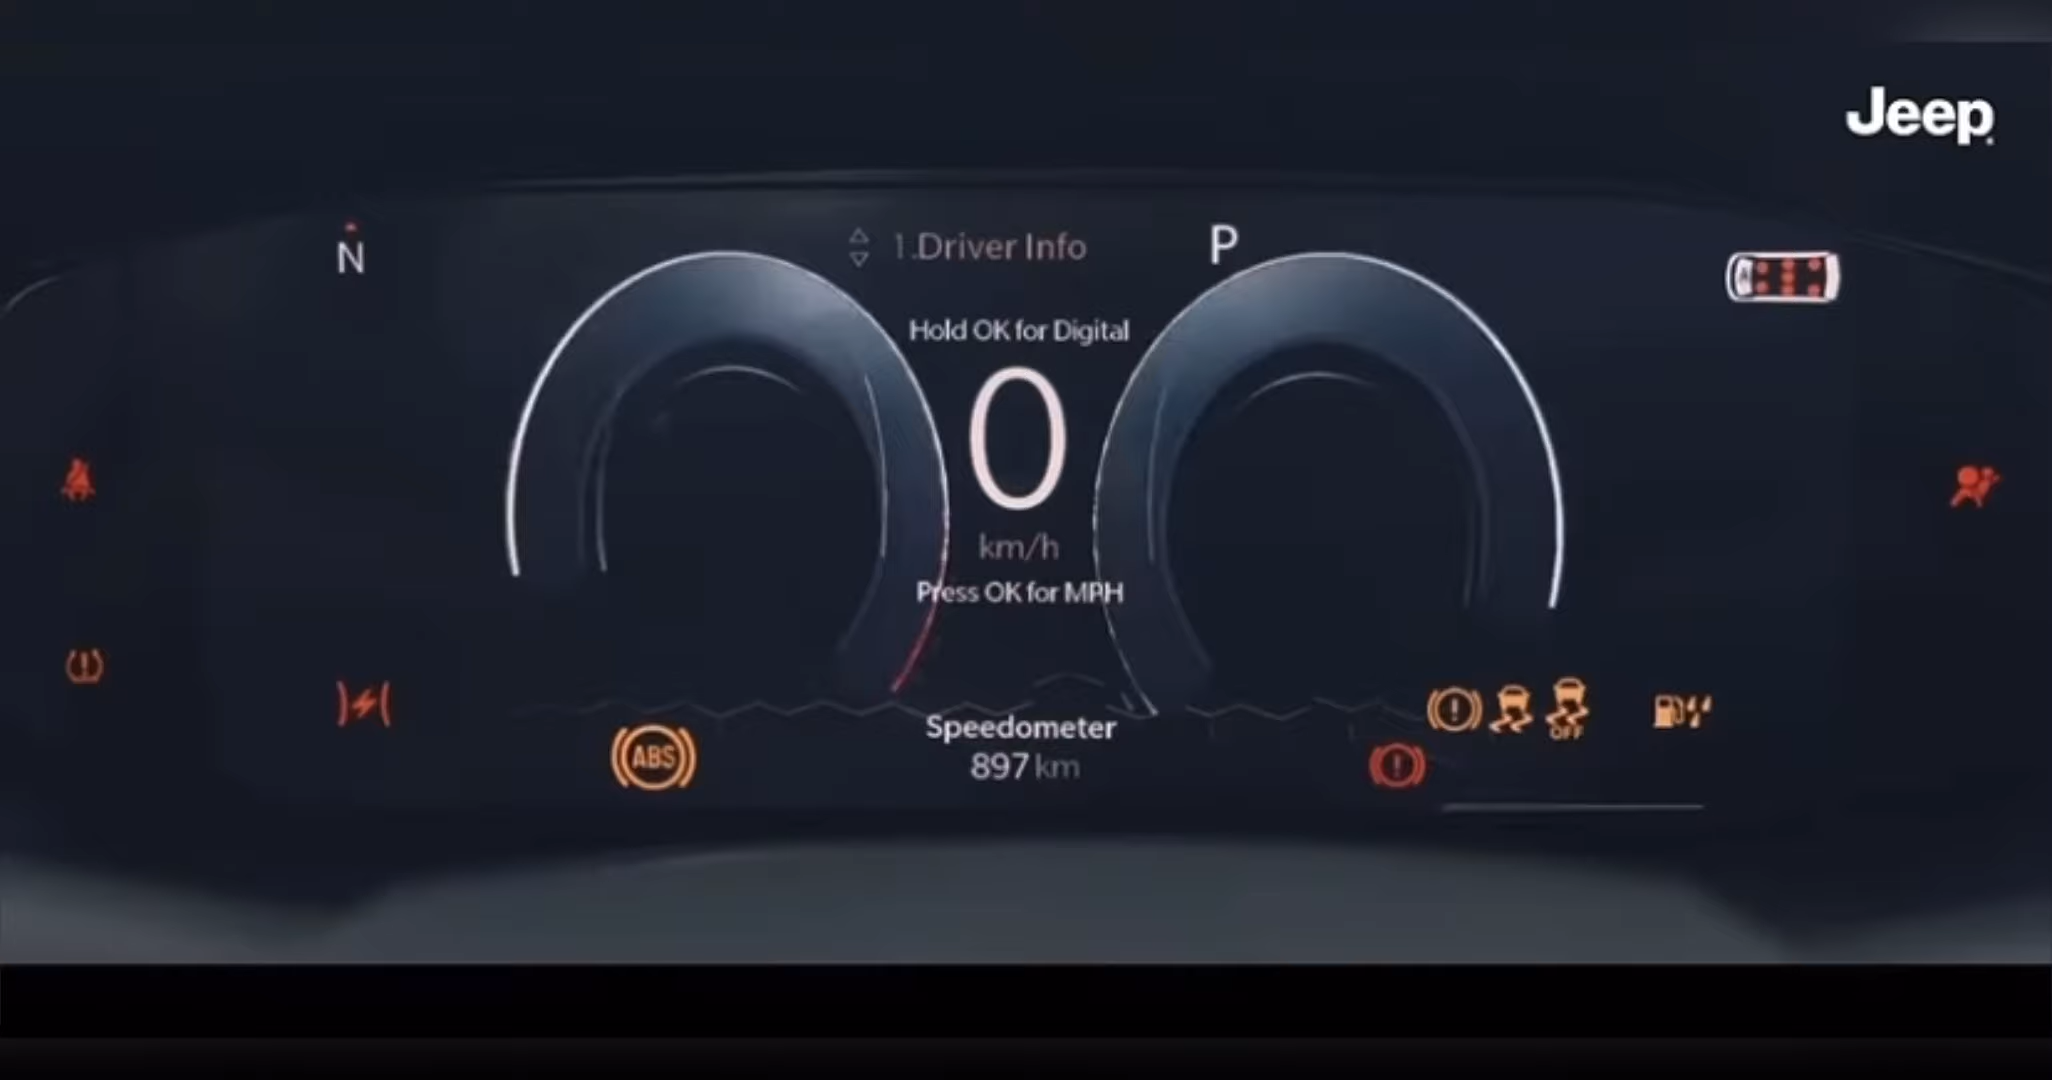 Jeep
N
1.Driver Info
P
Hold OK for Digital
0
km/h
Press OK for MPH
Speedometer
897 km
ABS
OFF